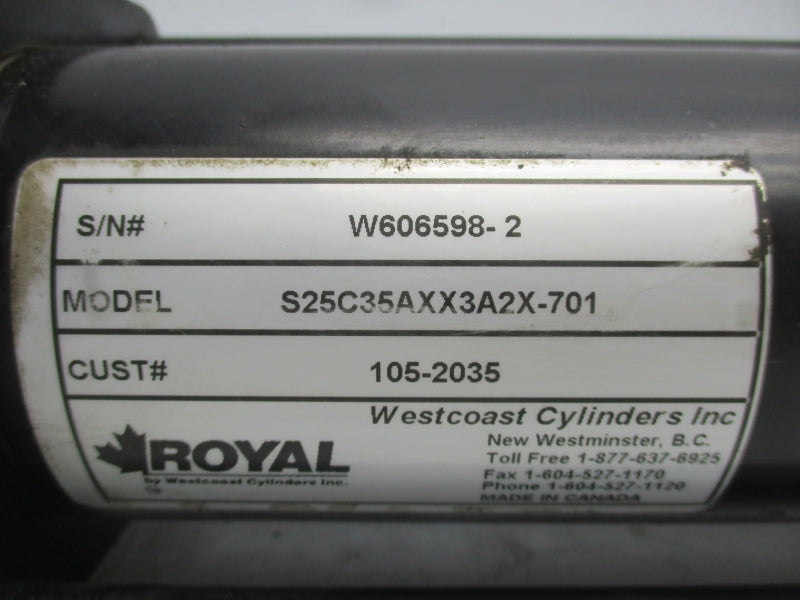 S/N# W606598- 2
MODEL S25C35AXX3A2X-701
CUST# 105-2035
Westcoast Cylinders Inc
New Westminster, B.C.
Toll Free 1-877-637-6925
Fax 1-604-527-1170
Phone 1-604-527-1120
MADE IN CANADA
ROYAL
by Westcoast Cylinders Inc.